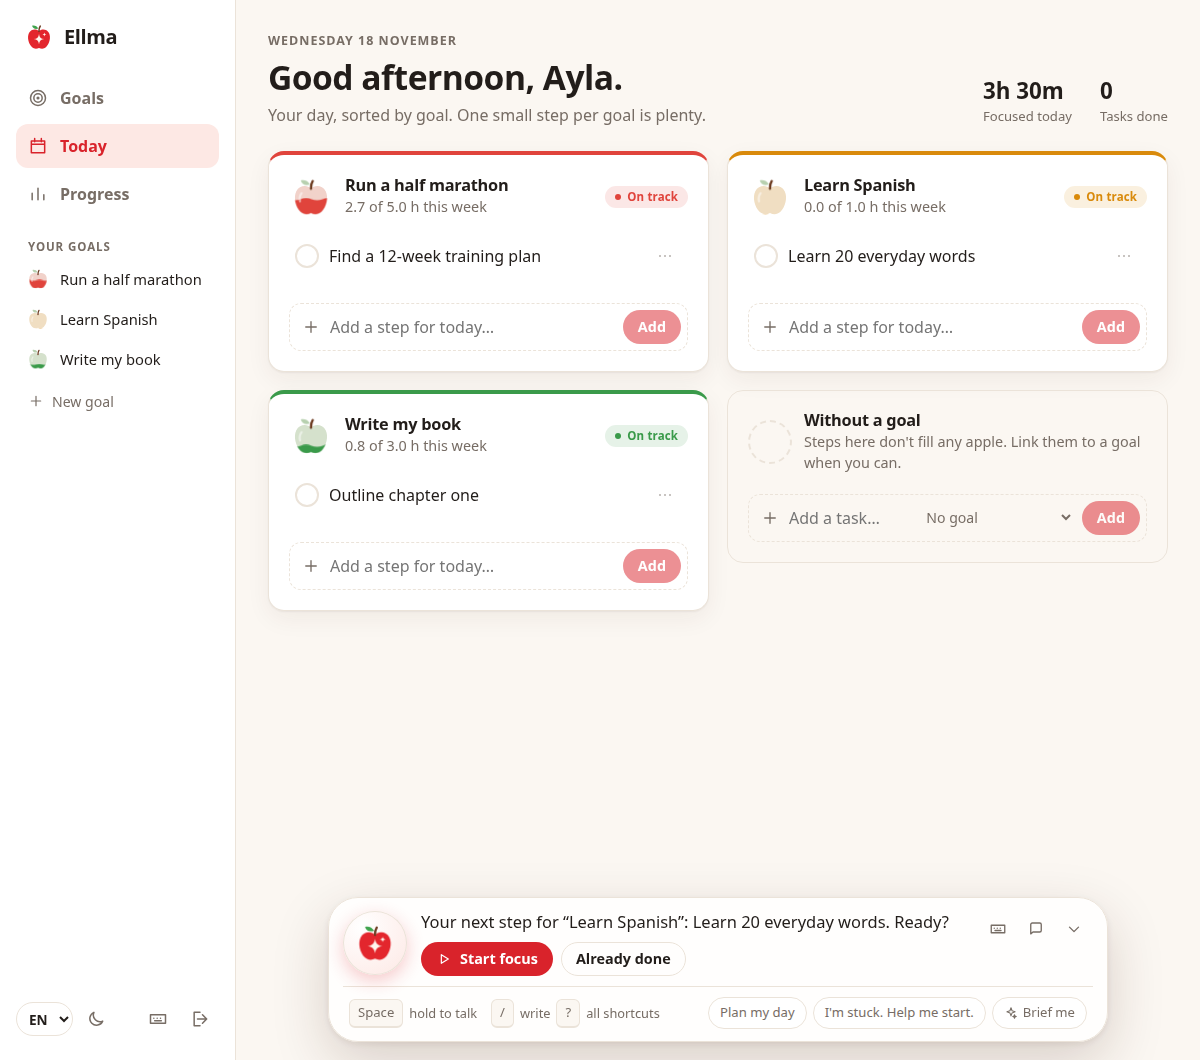 Ellma
Goals
Today
Progress
YOUR GOALS
Run a half marathon
Learn Spanish
Write my book
New goal
EN
WEDNESDAY 18 NOVEMBER
Good afternoon, Ayla.
Your day, sorted by goal. One small step per goal is plenty.
3h 30m
Focused today
0
Tasks done
Run a half marathon
2.7 of 5.0 h this week
On track
Find a 12-week training plan
Add a step for today...
Add
Learn Spanish
0.0 of 1.0 h this week
On track
Learn 20 everyday words
Add a step for today...
Add
Write my book
0.8 of 3.0 h this week
On track
Outline chapter one
Add a step for today...
Add
Without a goal
Steps here don't fill any apple. Link them to a goal
when you can.
Add a task...
No goal
Add
Your next step for “Learn Spanish”: Learn 20 everyday words. Ready?
Start focus
Already done
Space hold to talk / write ? all shortcuts
Plan my day
I'm stuck. Help me start.
Brief me